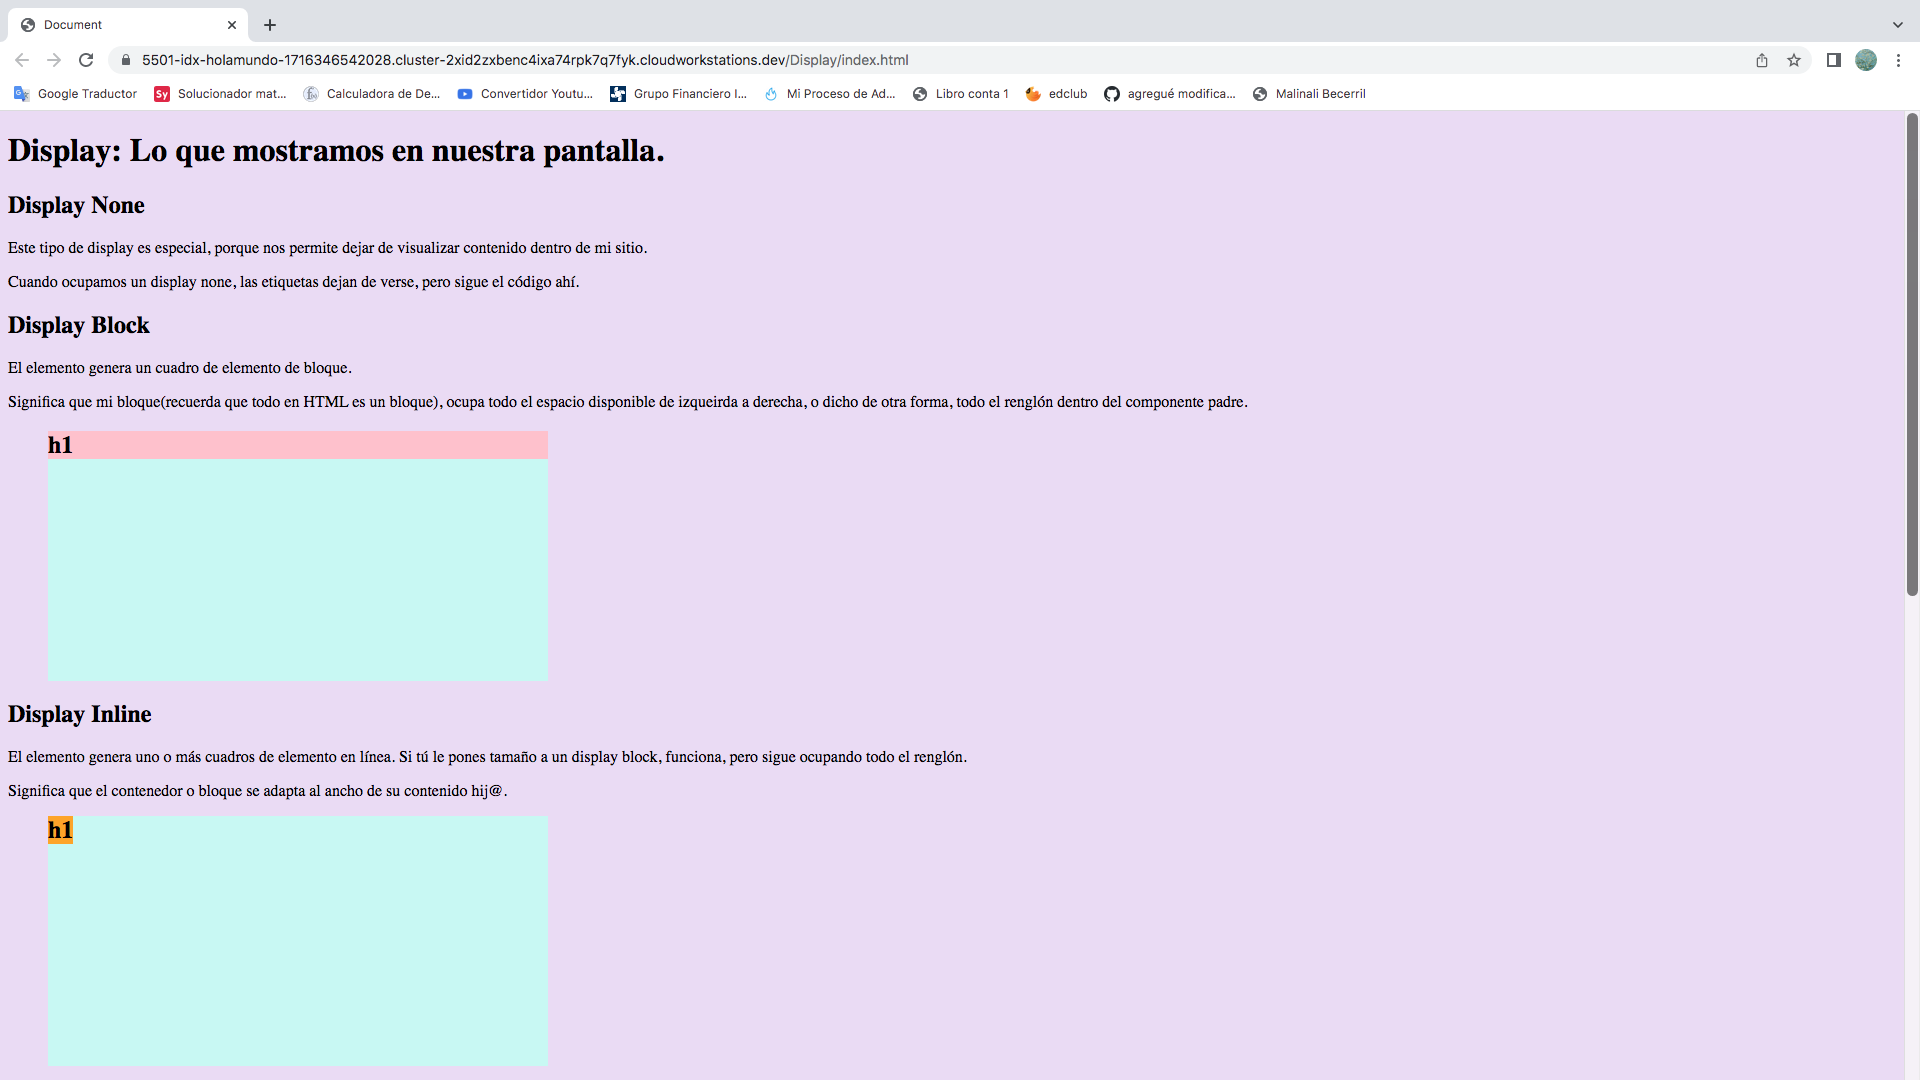 Document
5501-idx-holamundo-1716346542028.cluster-2xid2zxbenc4ixa74rpk7q7fyk.cloudworkstations.dev/Display/index.html
Google Traductor Sy Solucionador mat... Calculadora de De... Convertidor Youtu... Grupo Financiero I... Mi Proceso de Ad... Libro conta 1 edclub agregué modifica... Malinali Becerril
Display: Lo que mostramos en nuestra pantalla.
Display None
Este tipo de display es especial, porque nos permite dejar de visualizar contenido dentro de mi sitio.
Cuando ocupamos un display none, las etiquetas dejan de verse, pero sigue el código ahí.
Display Block
El elemento genera un cuadro de elemento de bloque.
Significa que mi bloque(recuerda que todo en HTML es un bloque), ocupa todo el espacio disponible de izqueirda a derecha, o dicho de otra forma, todo el renglón dentro del componente padre.
h1
Display Inline
El elemento genera uno o más cuadros de elemento en línea. Si tú le pones tamaño a un display block, funciona, pero sigue ocupando todo el renglón.
Significa que el contenedor o bloque se adapta al ancho de su contenido hij@.
h1